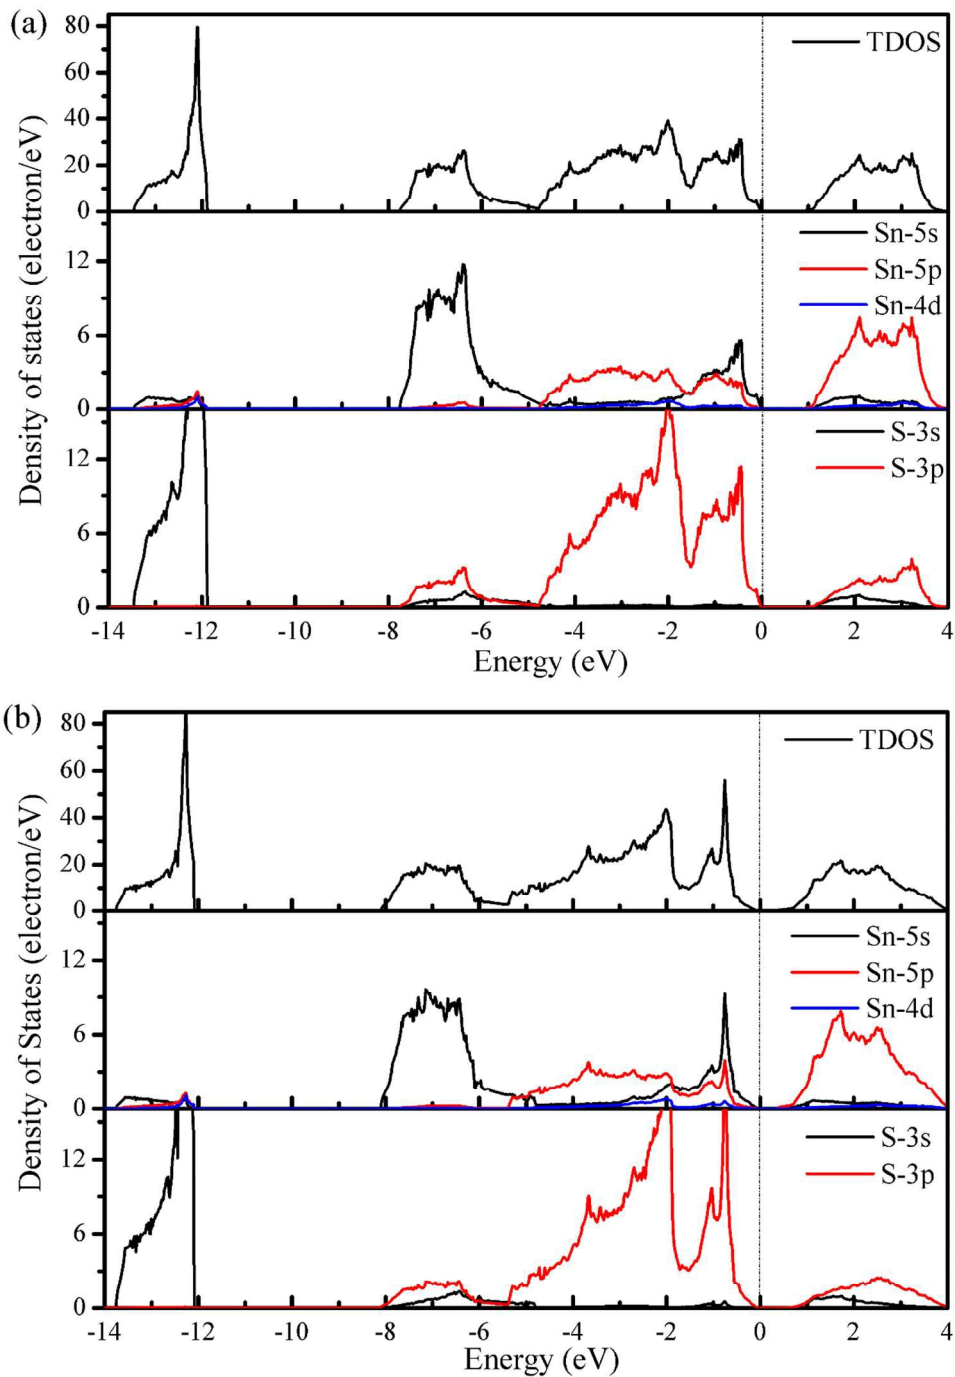 (a)
80
60
40
20
0
TDOS
12
6
0
Sn-5s
Sn-5p
Sn-4d
12
6
0
S-3s
S-3p
Density of states (electron/eV)
-14 -12 -10 -8 -6 -4 -2 0 2 4
Energy (eV)
(b)
80
60
40
20
0
TDOS
12
6
0
Sn-5s
Sn-5p
Sn-4d
12
6
0
S-3s
S-3p
Density of States (electron/eV)
-14 -12 -10 -8 -6 -4 -2 0 2 4
Energy (eV)